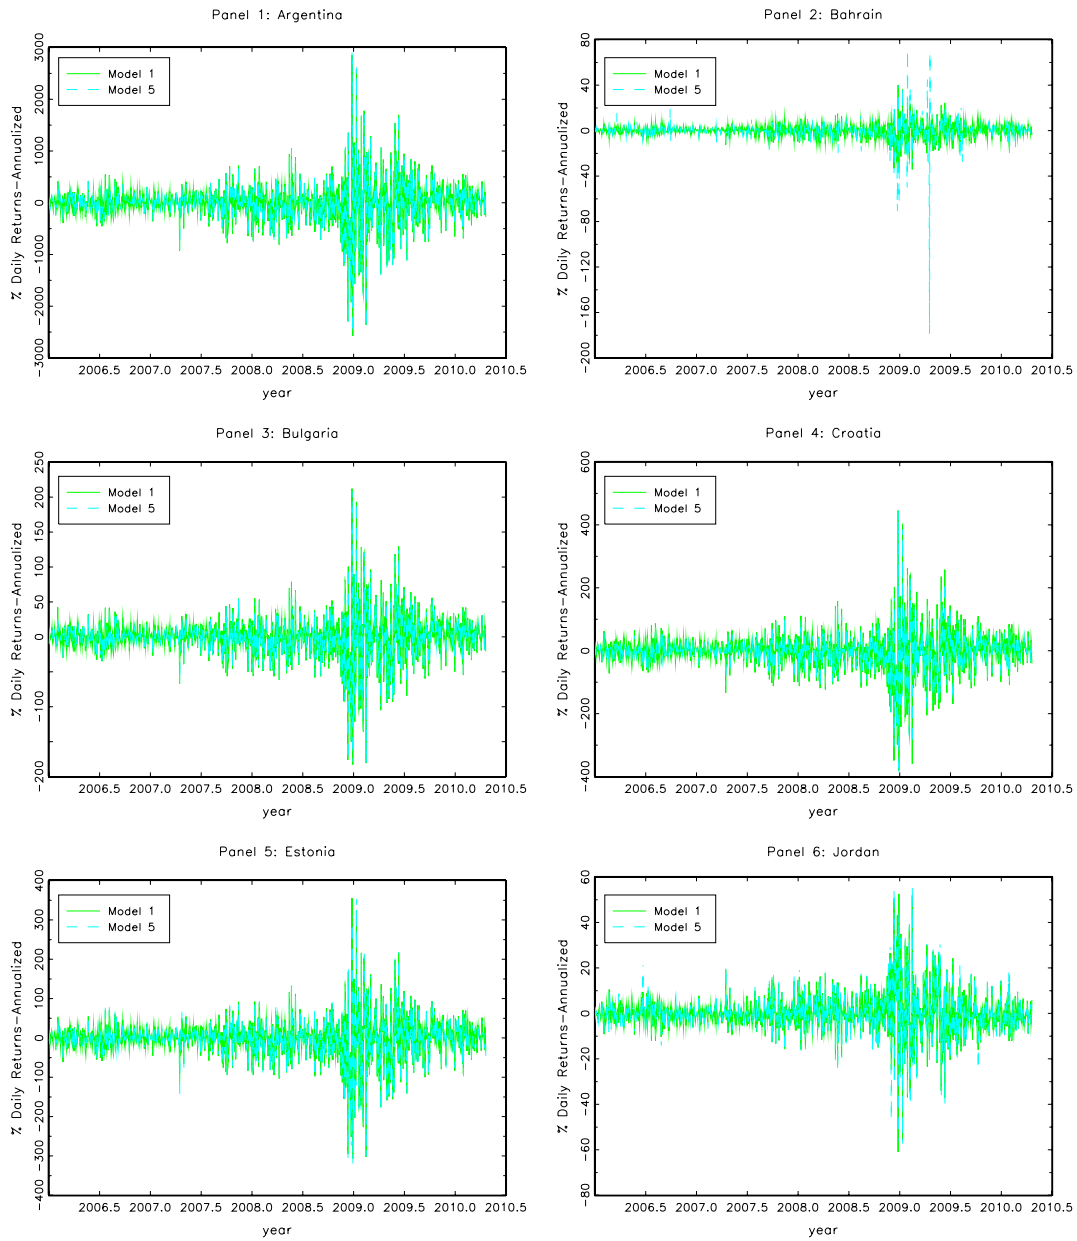 Panel 1: Argentina
% Daily Returns-Annualized
3000
2000
1000
0
-1000
-2000
-3000
Model 1
Model 5
2006.5 2007.0 2007.5 2008.0 2008.5 2009.0 2009.5 2010.0 2010.5
year
Panel 2: Bahrain
% Daily Returns-Annualized
80
40
0
-40
-80
-120
-160
-200
Model 1
Model 5
2006.5 2007.0 2007.5 2008.0 2008.5 2009.0 2009.5 2010.0 2010.5
year
Panel 3: Bulgaria
% Daily Returns-Annualized
250
200
150
100
50
0
-100
-200
Model 1
Model 5
2006.5 2007.0 2007.5 2008.0 2008.5 2009.0 2009.5 2010.0 2010.5
year
Panel 4: Croatia
% Daily Returns-Annualized
600
400
200
0
-200
-400
Model 1
Model 5
2006.5 2007.0 2007.5 2008.0 2008.5 2009.0 2009.5 2010.0 2010.5
year
Panel 5: Estonia
% Daily Returns-Annualized
400
300
200
100
0
-100
-200
-300
-400
Model 1
Model 5
2006.5 2007.0 2007.5 2008.0 2008.5 2009.0 2009.5 2010.0 2010.5
year
Panel 6: Jordan
% Daily Returns-Annualized
60
40
20
0
-20
-40
-60
-80
Model 1
Model 5
2006.5 2007.0 2007.5 2008.0 2008.5 2009.0 2009.5 2010.0 2010.5
year